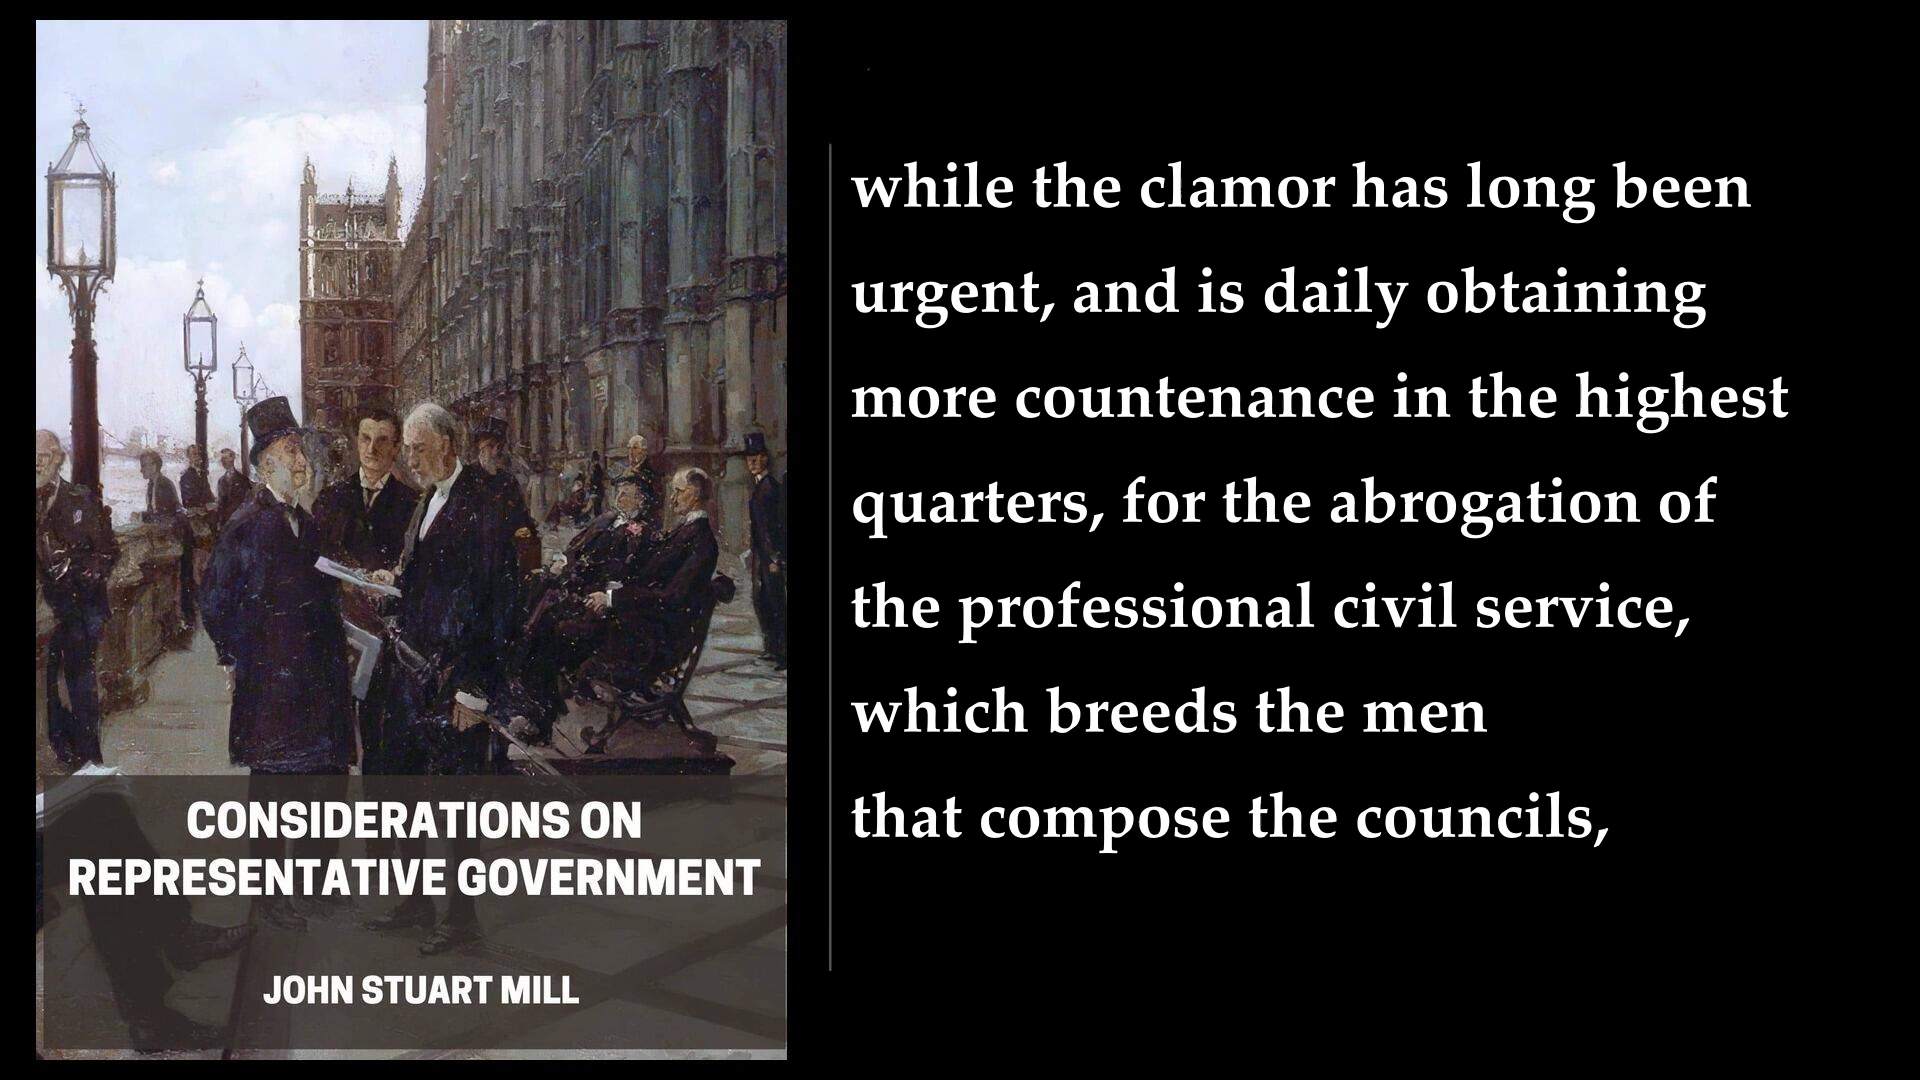 CONSIDERATIONS ON
REPRESENTATIVE GOVERNMENT
JOHN STUART MILL
while the clamor has long been
urgent, and is daily obtaining
more countenance in the highest
quarters, for the abrogation of
the professional civil service,
which breeds the men
that compose the councils,